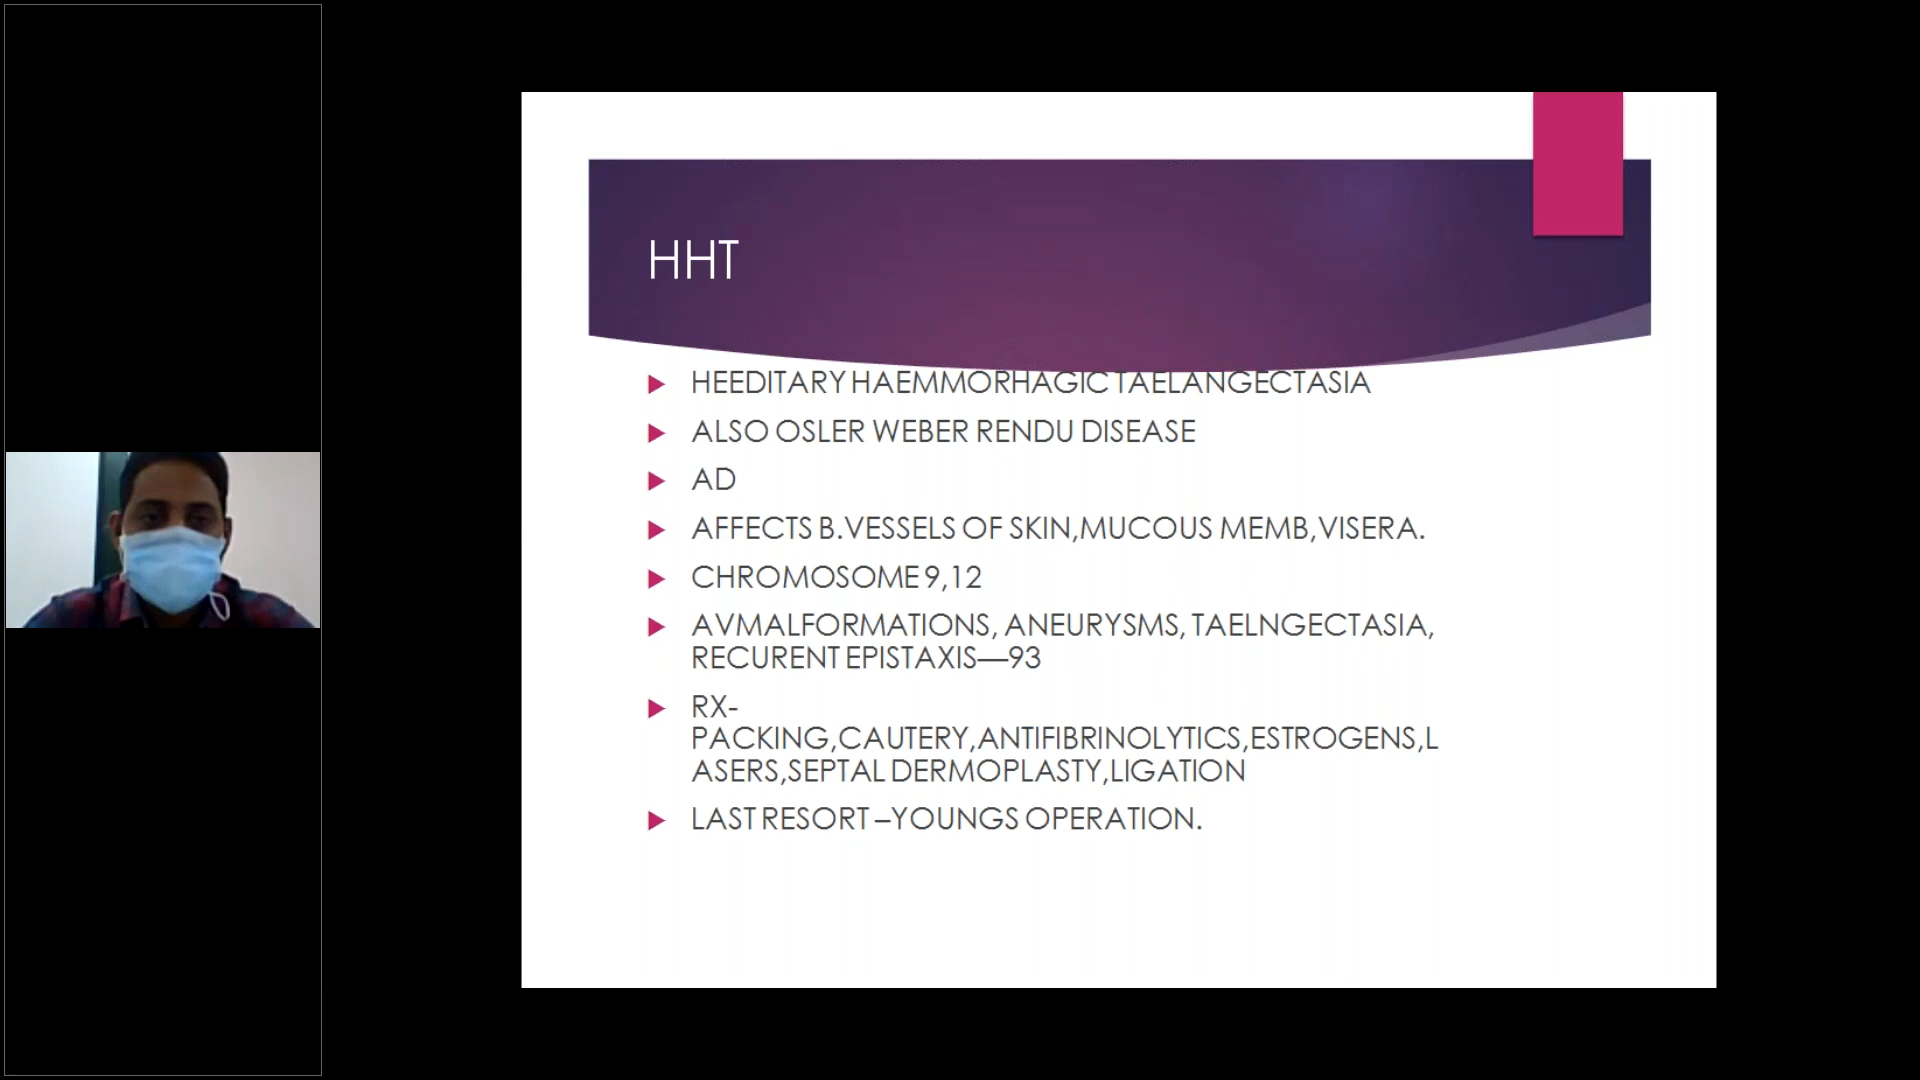 HHT
HEEDITARY HAEMMORHAGIC TAELANGECTASIA
ALSO OSLER WEBER RENDU DISEASE
AD
AFFECTS B.VESSELS OF SKIN,MUCOUS MEMB,VISERA.
CHROMOSOME 9,12
AVMALFORMATIONS, ANEURYSMS, TAELNGECTASIA,
RECURENT EPISTAXIS—93
RX-
PACKING,CAUTERY,ANTIFIBRINOLYTICS,ESTROGENS,L
ASERS,SEPTAL DERMOPLASTY,LIGATION
LAST RESORT –YOUNGS OPERATION.